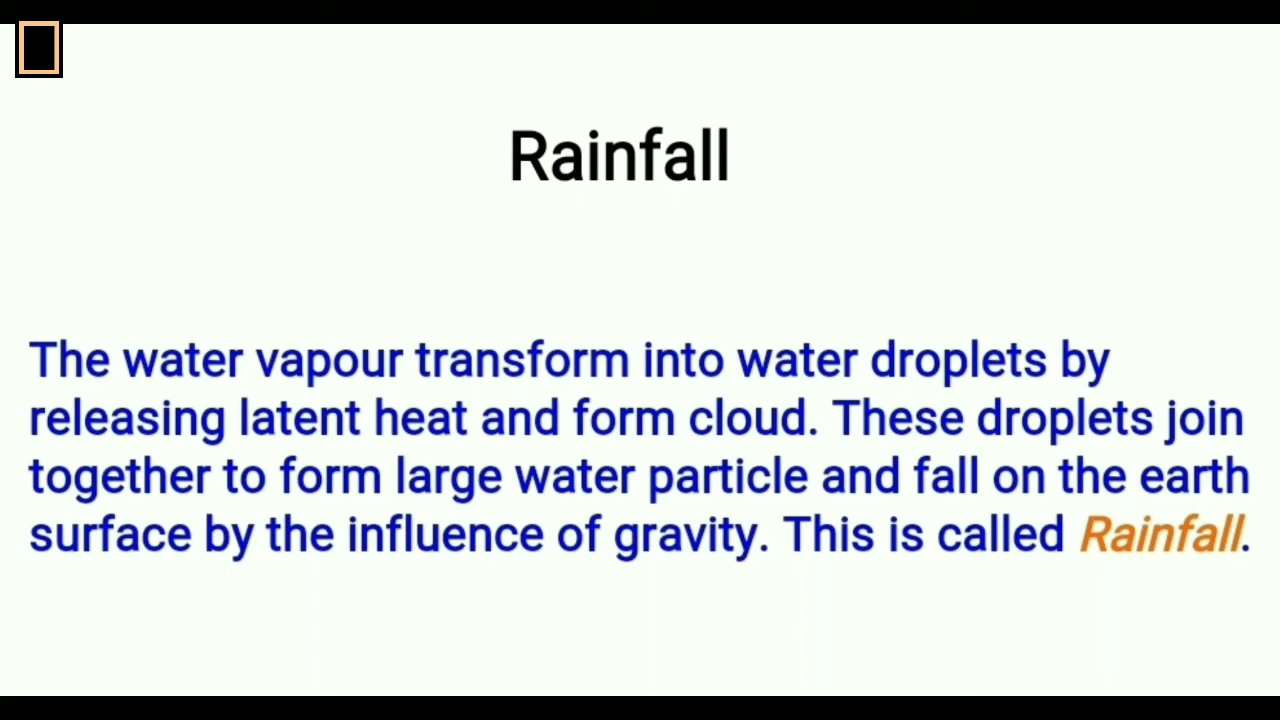 Rainfall
The water vapour transform into water droplets by
releasing latent heat and form cloud. These droplets join
together to form large water particle and fall on the earth
surface by the influence of gravity. This is called Rainfall.